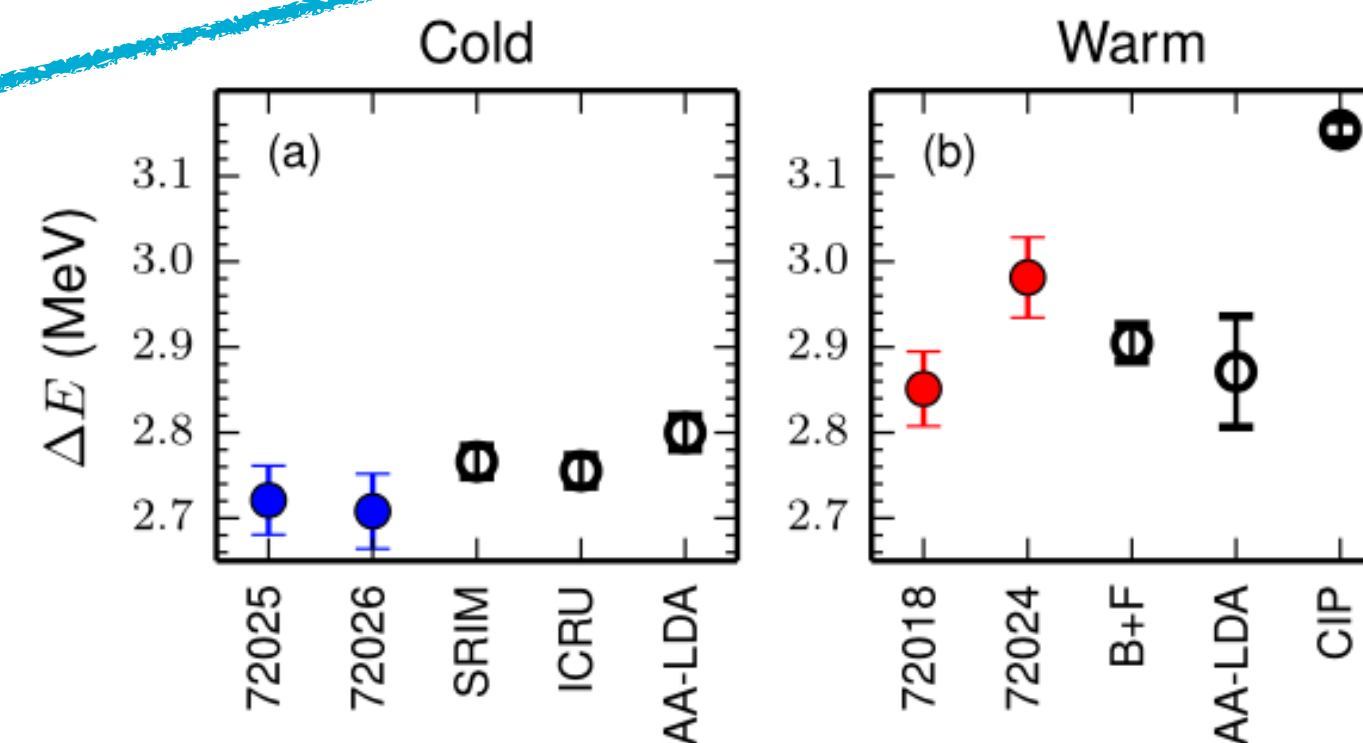 Cold
Warm
(a)
(b)
ΔE (MeV)
3.1
3.0
2.9
2.8
2.7
3.1
3.0
2.9
2.8
2.7
72025
72026
SRIM
ICRU
AA-LDA
72018
72024
B+F
AA-LDA
CIP